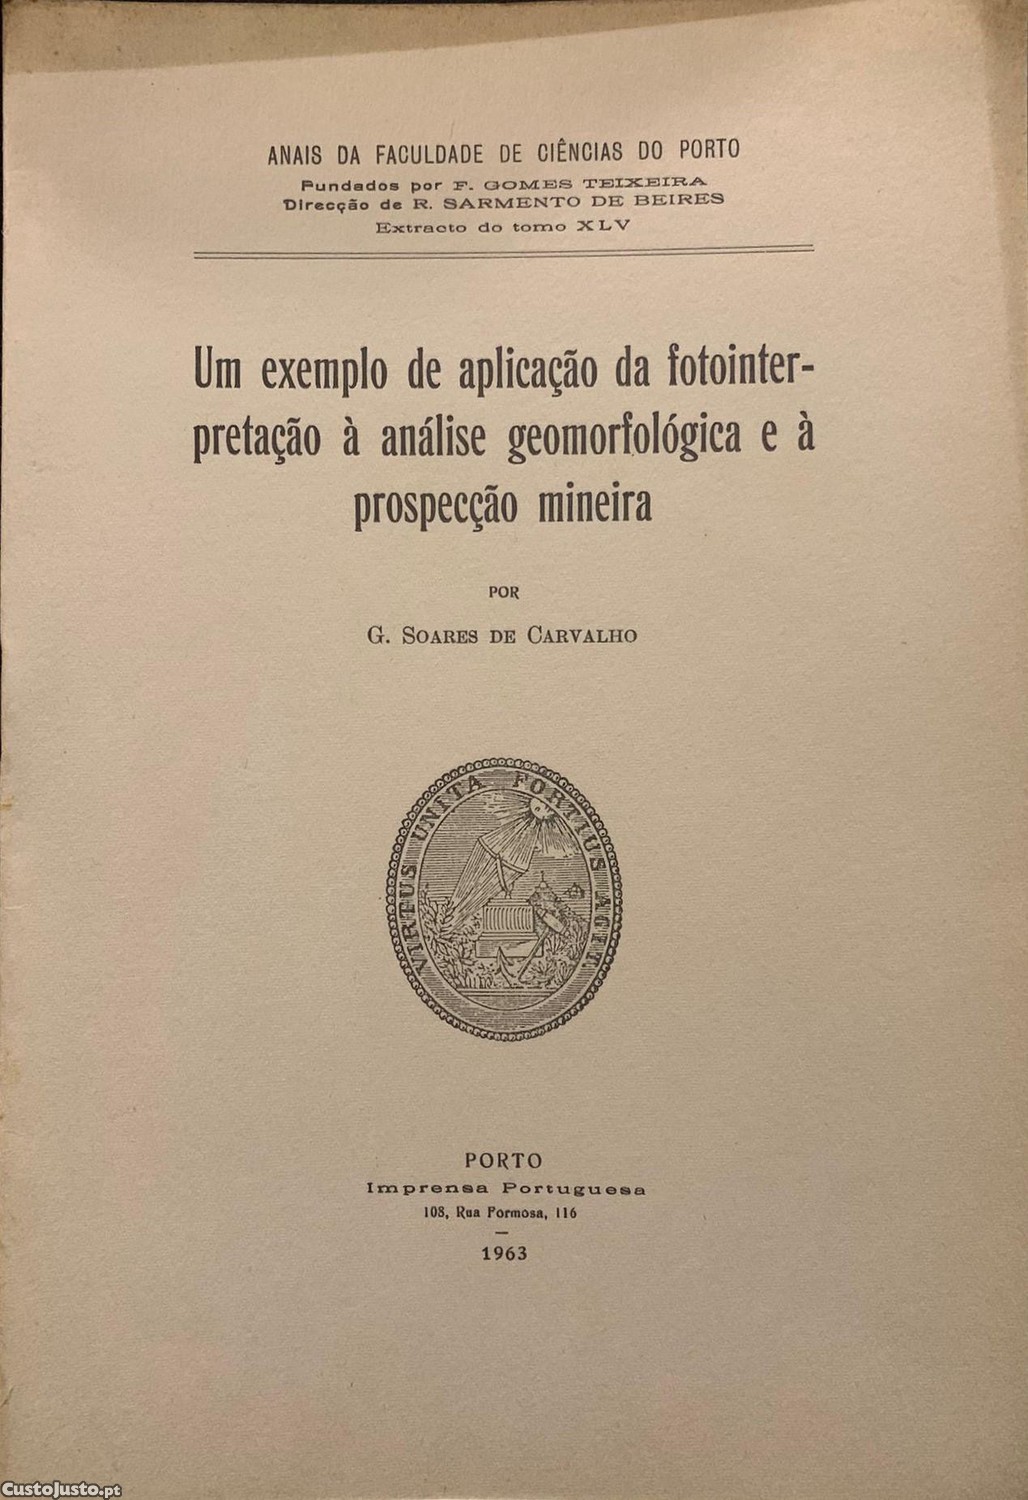 ANAIS DA FACULDADE DE CIÊNCIAS DO PORTO
Fundados por F. GOMES TEIXEIRA
Direcção de R. SARMENTO DE BEIRES
Extracto do tomo XLV
Um exemplo de aplicação da fotointer-
pretação à análise geomorfológica e à
prospecção mineira
POR
G. SOARES DE CARVALHO
VIRTUS UNITA FORTIUS AGIT.
PORTO
Imprensa Portuguesa
108, Rua Formosa, 116
1963
CustoJusto.pt